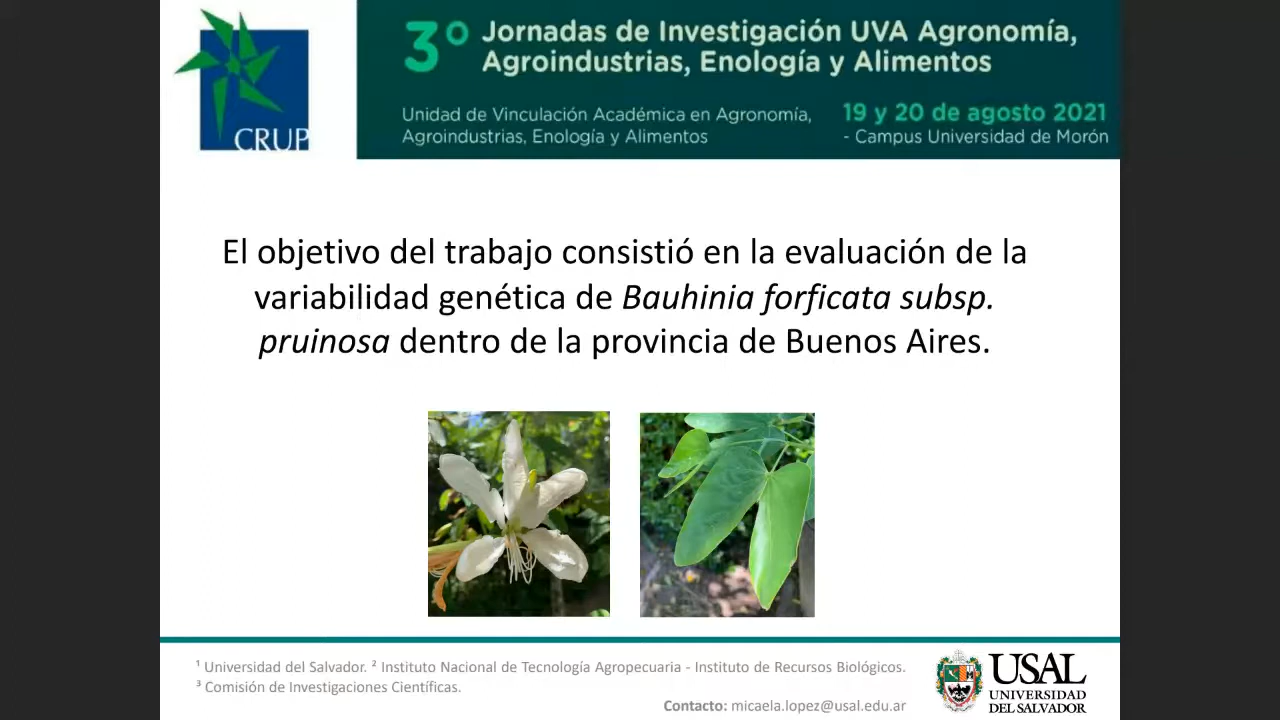 CRUP
3° Jornadas de Investigación UVA Agronomía,
Agroindustrias, Enología y Alimentos
Unidad de Vinculación Académica en Agronomía,
Agroindustrias, Enología y Alimentos
19 y 20 de agosto 2021
- Campus Universidad de Morón
El objetivo del trabajo consistió en la evaluación de la
variabilidad genética de Bauhinia forficata subsp.
pruinosa dentro de la provincia de Buenos Aires.
¹ Universidad del Salvador. ² Instituto Nacional de Tecnología Agropecuaria - Instituto de Recursos Biológicos.
³ Comisión de Investigaciones Científicas.
Contacto: micaela.lopez@usal.edu.ar
USAL
UNIVERSIDAD
DEL SALVADOR